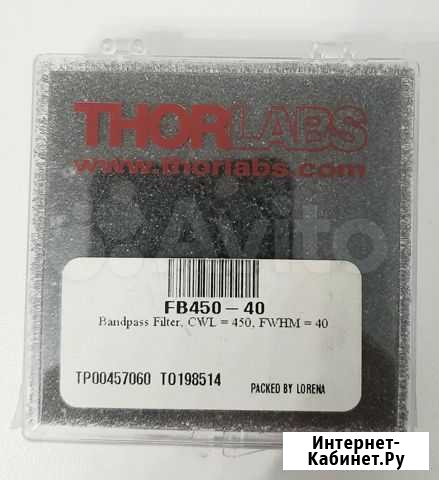 THORLABS
www.thorlabs.com
Avito
FB450-40
Bandpass Filter, CWL = 450, FWHM = 40
TP00457060 T0198514
PACKED BY LORENA
Интернет-
Кабинет.Ру